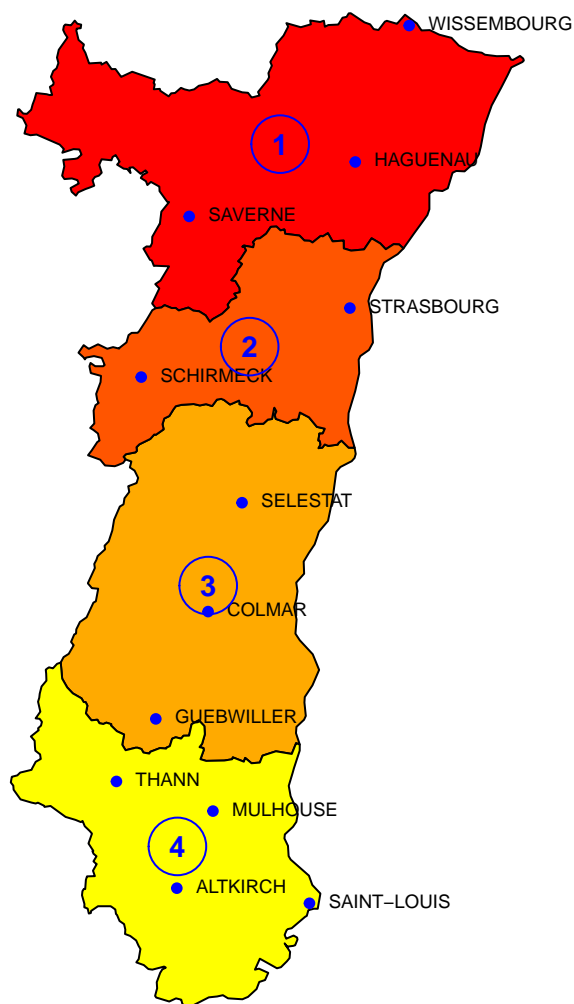 WISSEMBOURG
1
HAGUENAU
SAVERNE
STRASBOURG
2
SCHIRMECK
SELESTAT
3
COLMAR
GUEBWILLER
THANN
MULHOUSE
4
ALTKIRCH
SAINT–LOUIS